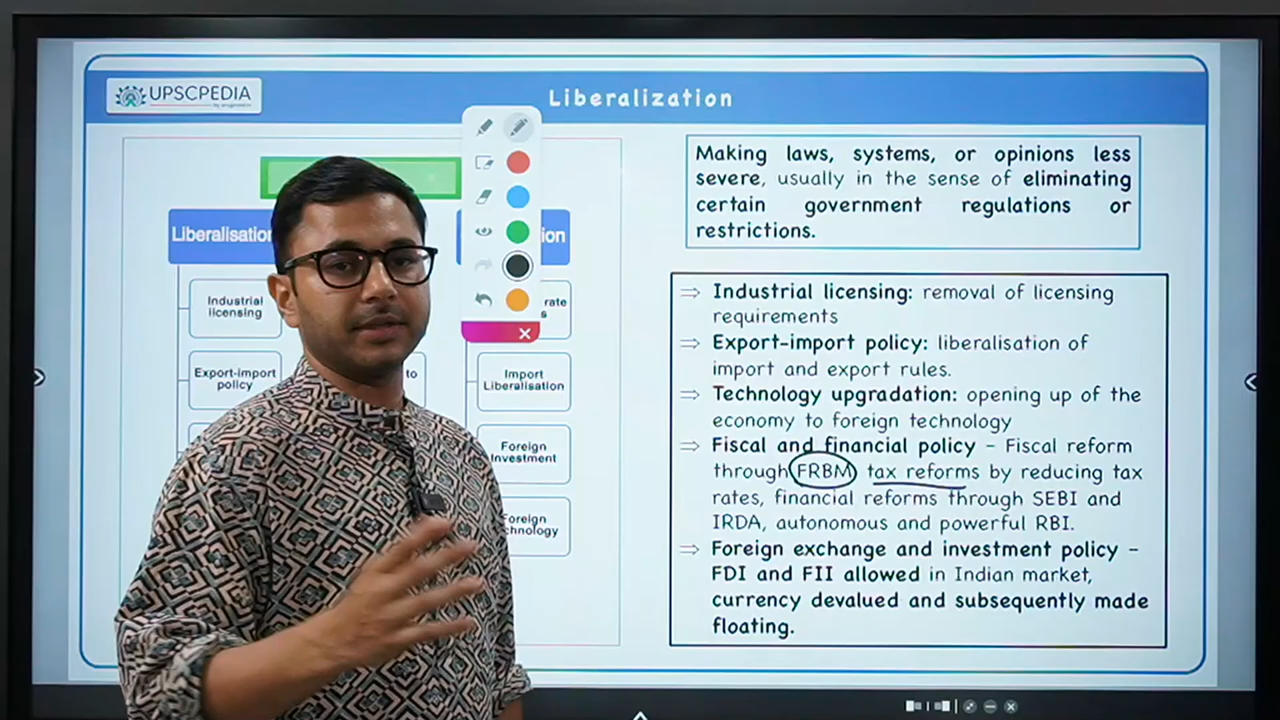 UPSCPEDIA
Liberalization
Liberalisation
Industrial
licensing
Export-import
policy
to
ion
rate
s
Import
Liberalisation
Foreign
Investment
Foreign
chnology
Making laws, systems, or opinions less
severe, usually in the sense of eliminating
certain government regulations or
restrictions.
⇒ Industrial licensing: removal of licensing
requirements
⇒ Export-import policy: liberalisation of
import and export rules.
⇒ Technology upgradation: opening up of the
economy to foreign technology
⇒ Fiscal and financial policy – Fiscal reform
through FRBM tax reforms by reducing tax
rates, financial reforms through SEBI and
IRDA, autonomous and powerful RBI.
⇒ Foreign exchange and investment policy –
FDI and FII allowed in Indian market,
currency devalued and subsequently made
floating.